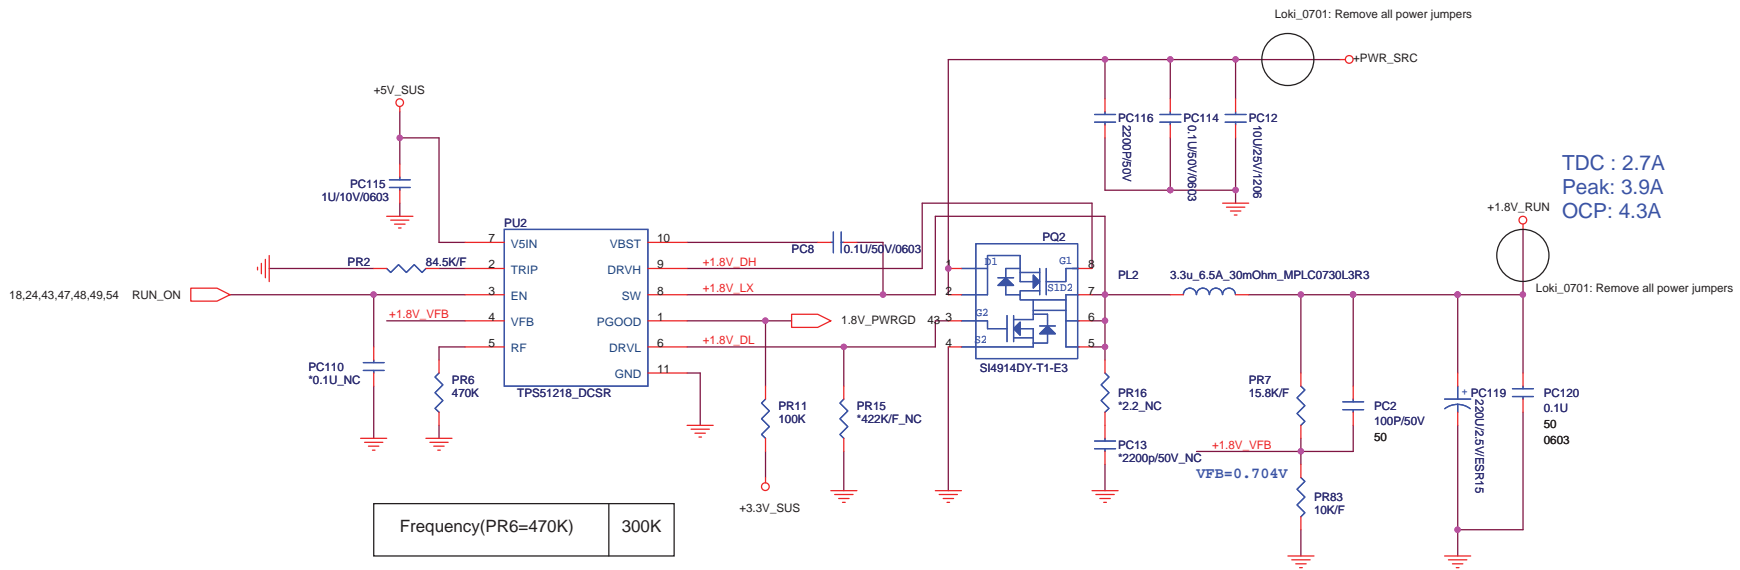 Loki_0701: Remove all power jumpers
+PWR_SRC
+5V_SUS
PC116
2200P/50V
PC114
0.1U/50V/0603
PC12
10U/25V/1206
TDC : 2.7A
Peak: 3.9A
OCP: 4.3A
PC115
1U/10V/0603
+1.8V_RUN
PU2
7 V5IN
VBST 10
PC8
0.1U/50V/0603
PQ2
PR2
84.5K/F
2 TRIP
DRVH 9
+1.8V_DH
1
D1
G1
8
PL2
3.3u_6.5A_30mOhm_MPLC0730L3R3
Loki_0701: Remove all power jumpers
18,24,43,47,48,49,54
RUN_ON
3 EN
SW 8
+1.8V_LX
2
S1D2
7
+1.8V_VFB
4 VFB
PGOOD 1
1.8V_PWRGD
43
3
G2
6
5 RF
DRVL 6
+1.8V_DL
4
S2
5
GND 11
SI4914DY-T1-E3
TPS51218_DCSR
PC110
*0.1U_NC
PR6
470K
PR11
100K
PR15
*422K/F_NC
PR16
*2.2_NC
PR7
15.8K/F
PC2
100P/50V
50
+
PC119
220U/2.5V/ESR15
PC120
0.1U
50
0603
PC13
*2200p/50V_NC
+1.8V_VFB
VFB=0.704V
PR83
10K/F
+3.3V_SUS
Frequency(PR6=470K) 300K